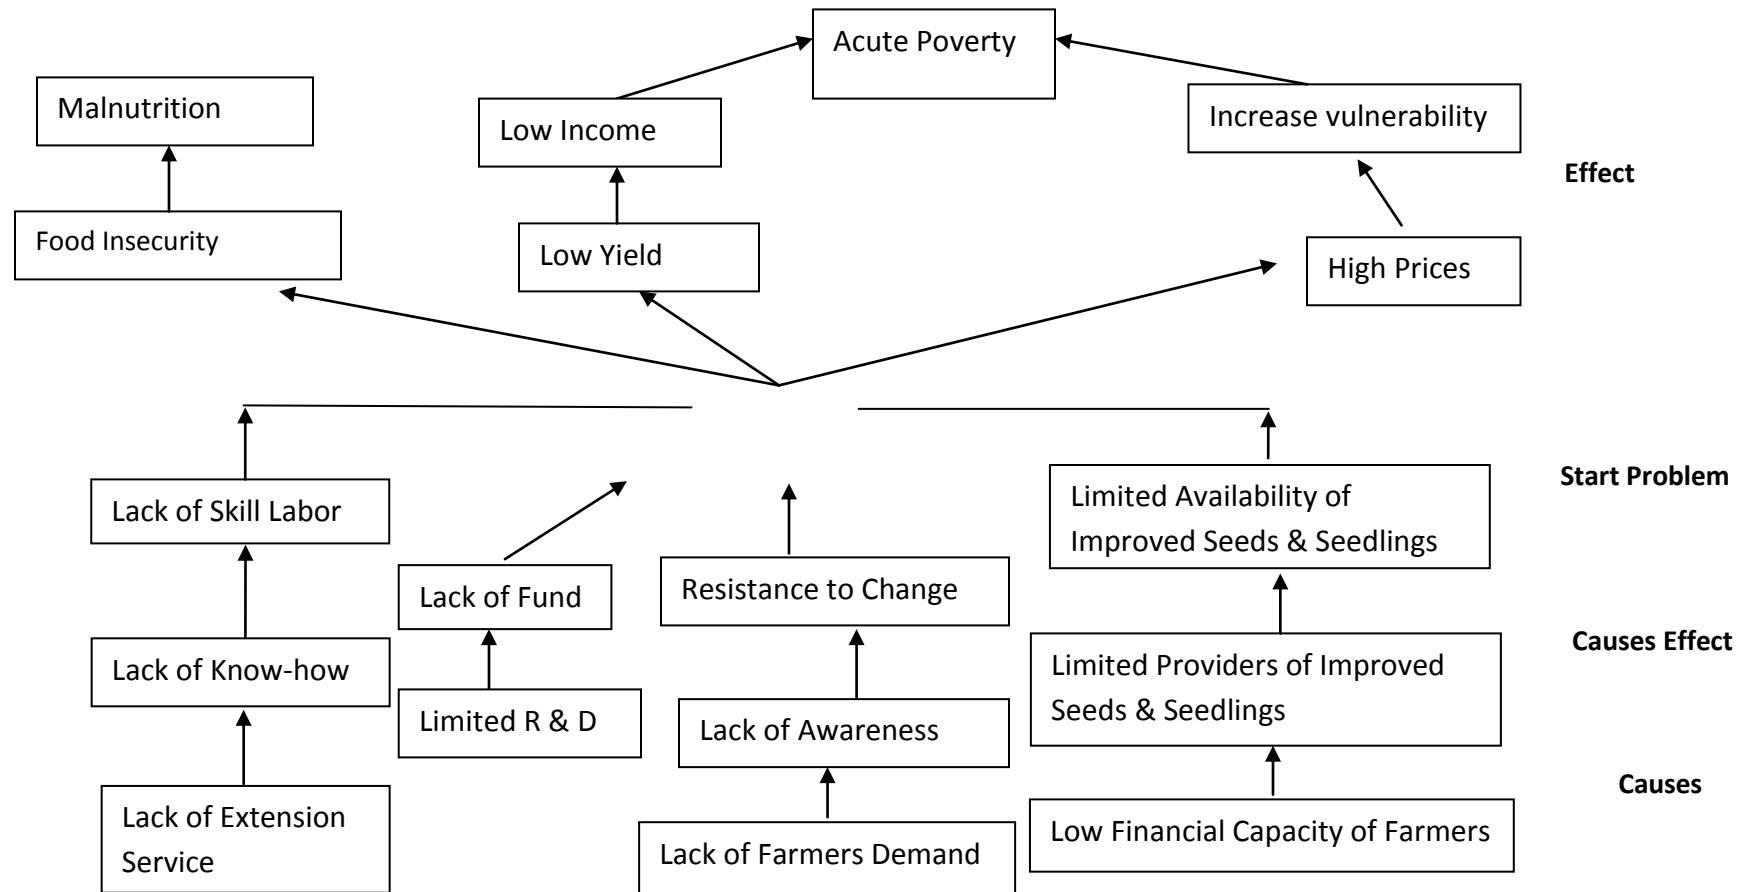 Acute Poverty
Malnutrition
Low Income
Increase vulnerability
Effect
Food Insecurity
Low Yield
High Prices
Start Problem
Lack of Skill Labor
Limited Availability of
Improved Seeds & Seedlings
Lack of Fund
Resistance to Change
Causes Effect
Lack of Know-how
Limited R & D
Lack of Awareness
Limited Providers of Improved
Seeds & Seedlings
Causes
Lack of Extension
Service
Lack of Farmers Demand
Low Financial Capacity of Farmers